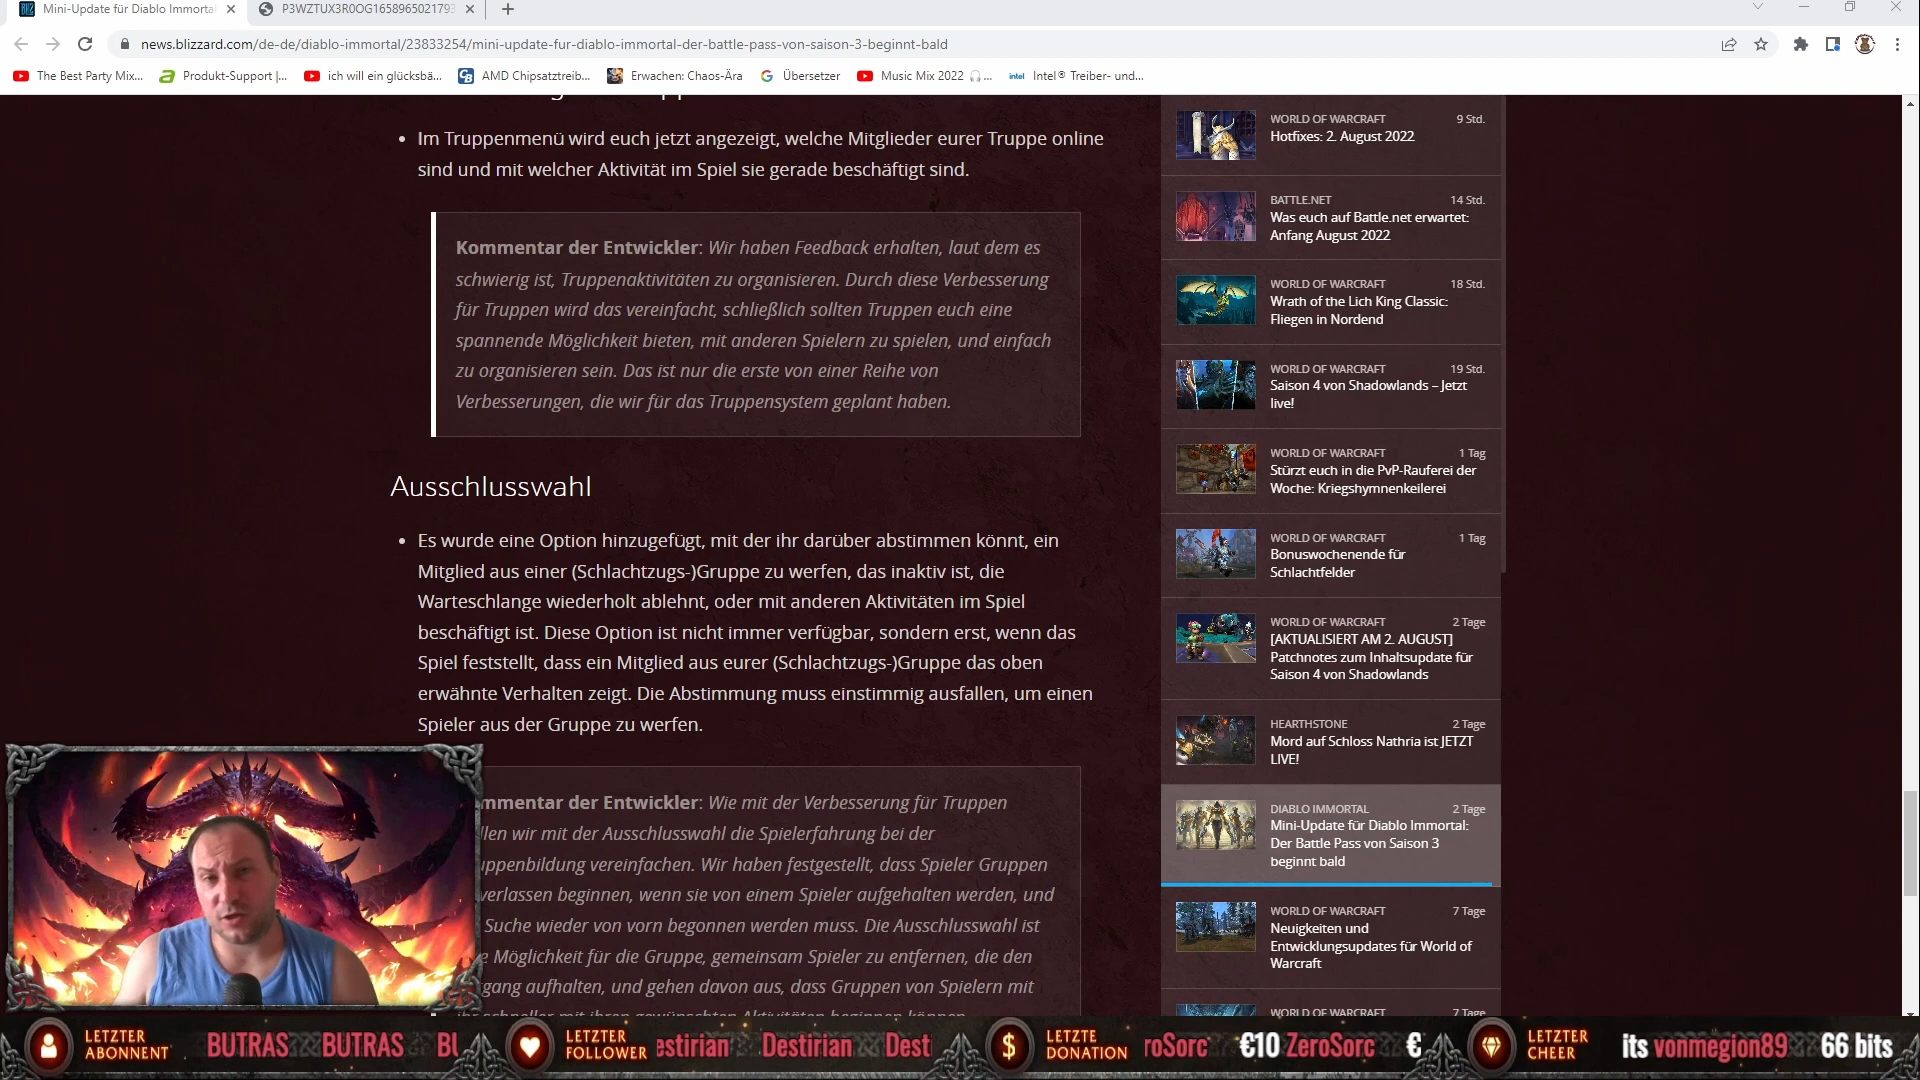 Mini-Update für Diablo Immortal
P3WZTUX3R0OG1658965021793
news.blizzard.com/de-de/diablo-immortal/23833254/mini-update-fur-diablo-immortal-der-battle-pass-von-saison-3-beginnt-bald
The Best Party Mix...
Produkt-Support |...
ich will ein glücksbä...
AMD Chipsatztreib...
Erwachen: Chaos-Ära
Übersetzer
Music Mix 2022 🎧...
Intel® Treiber- und...
Im Truppenmenü wird euch jetzt angezeigt, welche Mitglieder eurer Truppe online
sind und mit welcher Aktivität im Spiel sie gerade beschäftigt sind.
Kommentar der Entwickler: Wir haben Feedback erhalten, laut dem es
schwierig ist, Truppenaktivitäten zu organisieren. Durch diese Verbesserung
für Truppen wird das vereinfacht, schließlich sollten Truppen euch eine
spannende Möglichkeit bieten, mit anderen Spielern zu spielen, und einfach
zu organisieren sein. Das ist nur die erste von einer Reihe von
Verbesserungen, die wir für das Truppensystem geplant haben.
Ausschlusswahl
Es wurde eine Option hinzugefügt, mit der ihr darüber abstimmen könnt, ein
Mitglied aus einer (Schlachtzugs-)Gruppe zu werfen, das inaktiv ist, die
Warteschlange wiederholt ablehnt, oder mit anderen Aktivitäten im Spiel
beschäftigt ist. Diese Option ist nicht immer verfügbar, sondern erst, wenn das
Spiel feststellt, dass ein Mitglied aus eurer (Schlachtzugs-)Gruppe das oben
erwähnte Verhalten zeigt. Die Abstimmung muss einstimmig ausfallen, um einen
Spieler aus der Gruppe zu werfen.
mmentar der Entwickler: Wie mit der Verbesserung für Truppen
llen wir mit der Ausschlusswahl die Spielerfahrung bei der
uppenbildung vereinfachen. Wir haben festgestellt, dass Spieler Gruppen
verlassen beginnen, wenn sie von einem Spieler aufgehalten werden, und
Suche wieder von vorn begonnen werden muss. Die Ausschlusswahl ist
e Möglichkeit für die Gruppe, gemeinsam Spieler zu entfernen, die den
gang aufhalten, und gehen davon aus, dass Gruppen von Spielern mit
ihr schneller mit ihren gewünschten Aktivitäten beginnen können.
WORLD OF WARCRAFT 9 Std.
Hotfixes: 2. August 2022
BATTLE.NET 14 Std.
Was euch auf Battle.net erwartet:
Anfang August 2022
WORLD OF WARCRAFT 18 Std.
Wrath of the Lich King Classic:
Fliegen in Nordend
WORLD OF WARCRAFT 19 Std.
Saison 4 von Shadowlands – Jetzt
live!
WORLD OF WARCRAFT 1 Tag
Stürzt euch in die PvP-Rauferei der
Woche: Kriegshymnenkeilerei
WORLD OF WARCRAFT 1 Tag
Bonuswochenende für
Schlachtfelder
WORLD OF WARCRAFT 2 Tage
[AKTUALISIERT AM 2. AUGUST]
Patchnotes zum Inhaltsupdate für
Saison 4 von Shadowlands
HEARTHSTONE 2 Tage
Mord auf Schloss Nathria ist JETZT
LIVE!
DIABLO IMMORTAL 2 Tage
Mini-Update für Diablo Immortal:
Der Battle Pass von Saison 3
beginnt bald
WORLD OF WARCRAFT 7 Tage
Neuigkeiten und
Entwicklungsupdates für World of
Warcraft
WORLD OF WARCRAFT 7 Tage
LETZTER
ABONNENT
BUTRAS BUTRAS BU
LETZTER
FOLLOWER
estirian Destirian Dest
LETZTE
DONATION
roSorc €10 ZeroSorc €
LETZTER
CHEER
its vonmegion89 66 bits